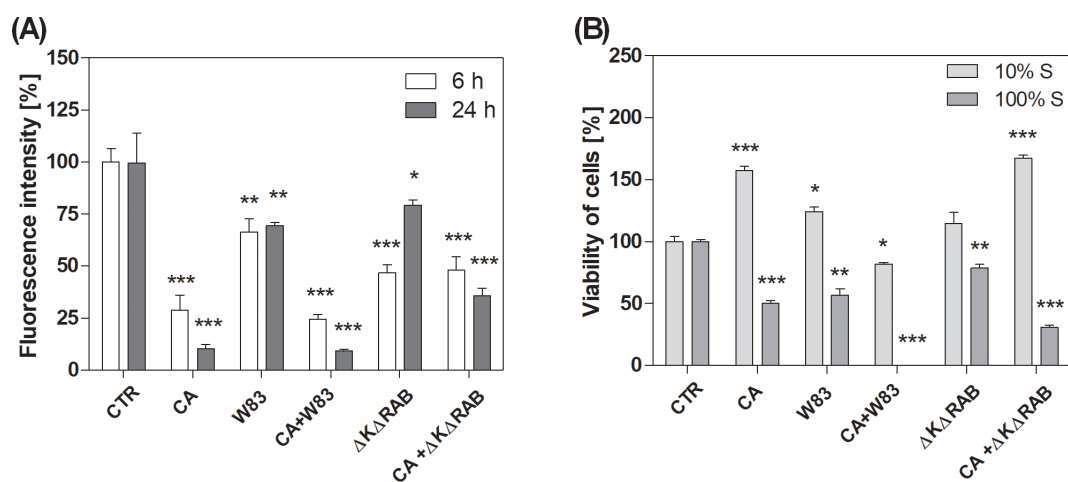 (A)
Fluorescence intensity [%]
150
125
100
75
50
25
0
6 h
24 h
***
***
**
**
***
***
***
*
***
***
CTR
CA
W83
CA+W83
ΔKΔRAB
CA +ΔKΔRAB
(B)
Viability of cells [%]
250
200
150
100
50
0
10% S
100% S
***
***
*
**
*
***
**
***
***
CTR
CA
W83
CA+W83
ΔKΔRAB
CA +ΔKΔRAB